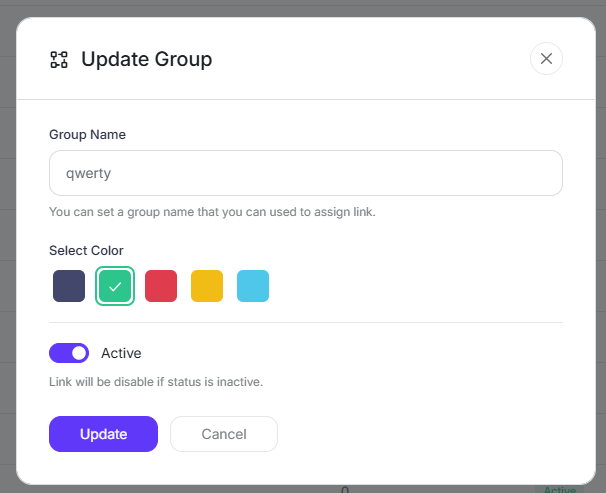 Update Group
Group Name
qwerty
You can set a group name that you can used to assign link.
Select Color
Active
Link will be disable if status is inactive.
Update
Cancel
0
Active